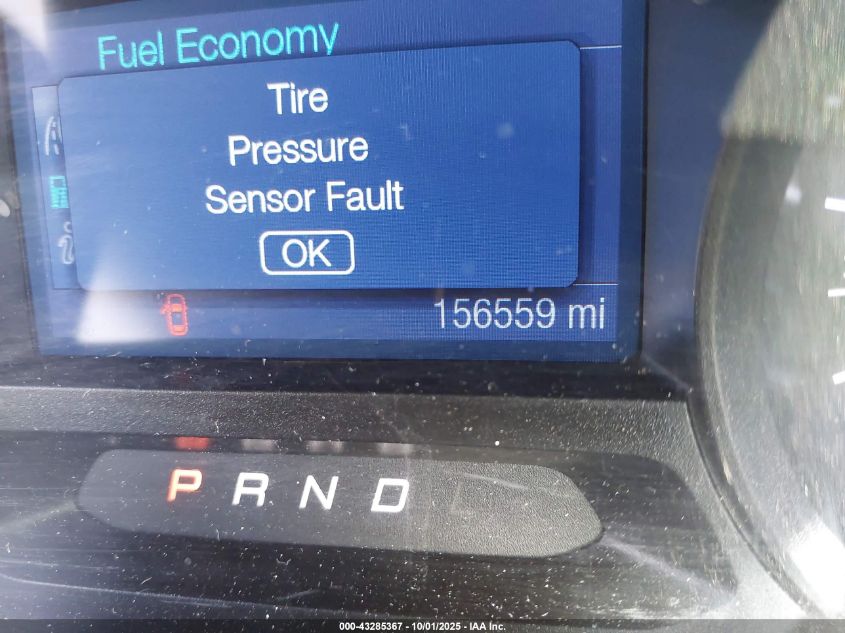 Fuel Economy
Tire
Pressure
Sensor Fault
OK
156559 mi
P R N D
000-43285367 - 10/01/2025 - IAA Inc.